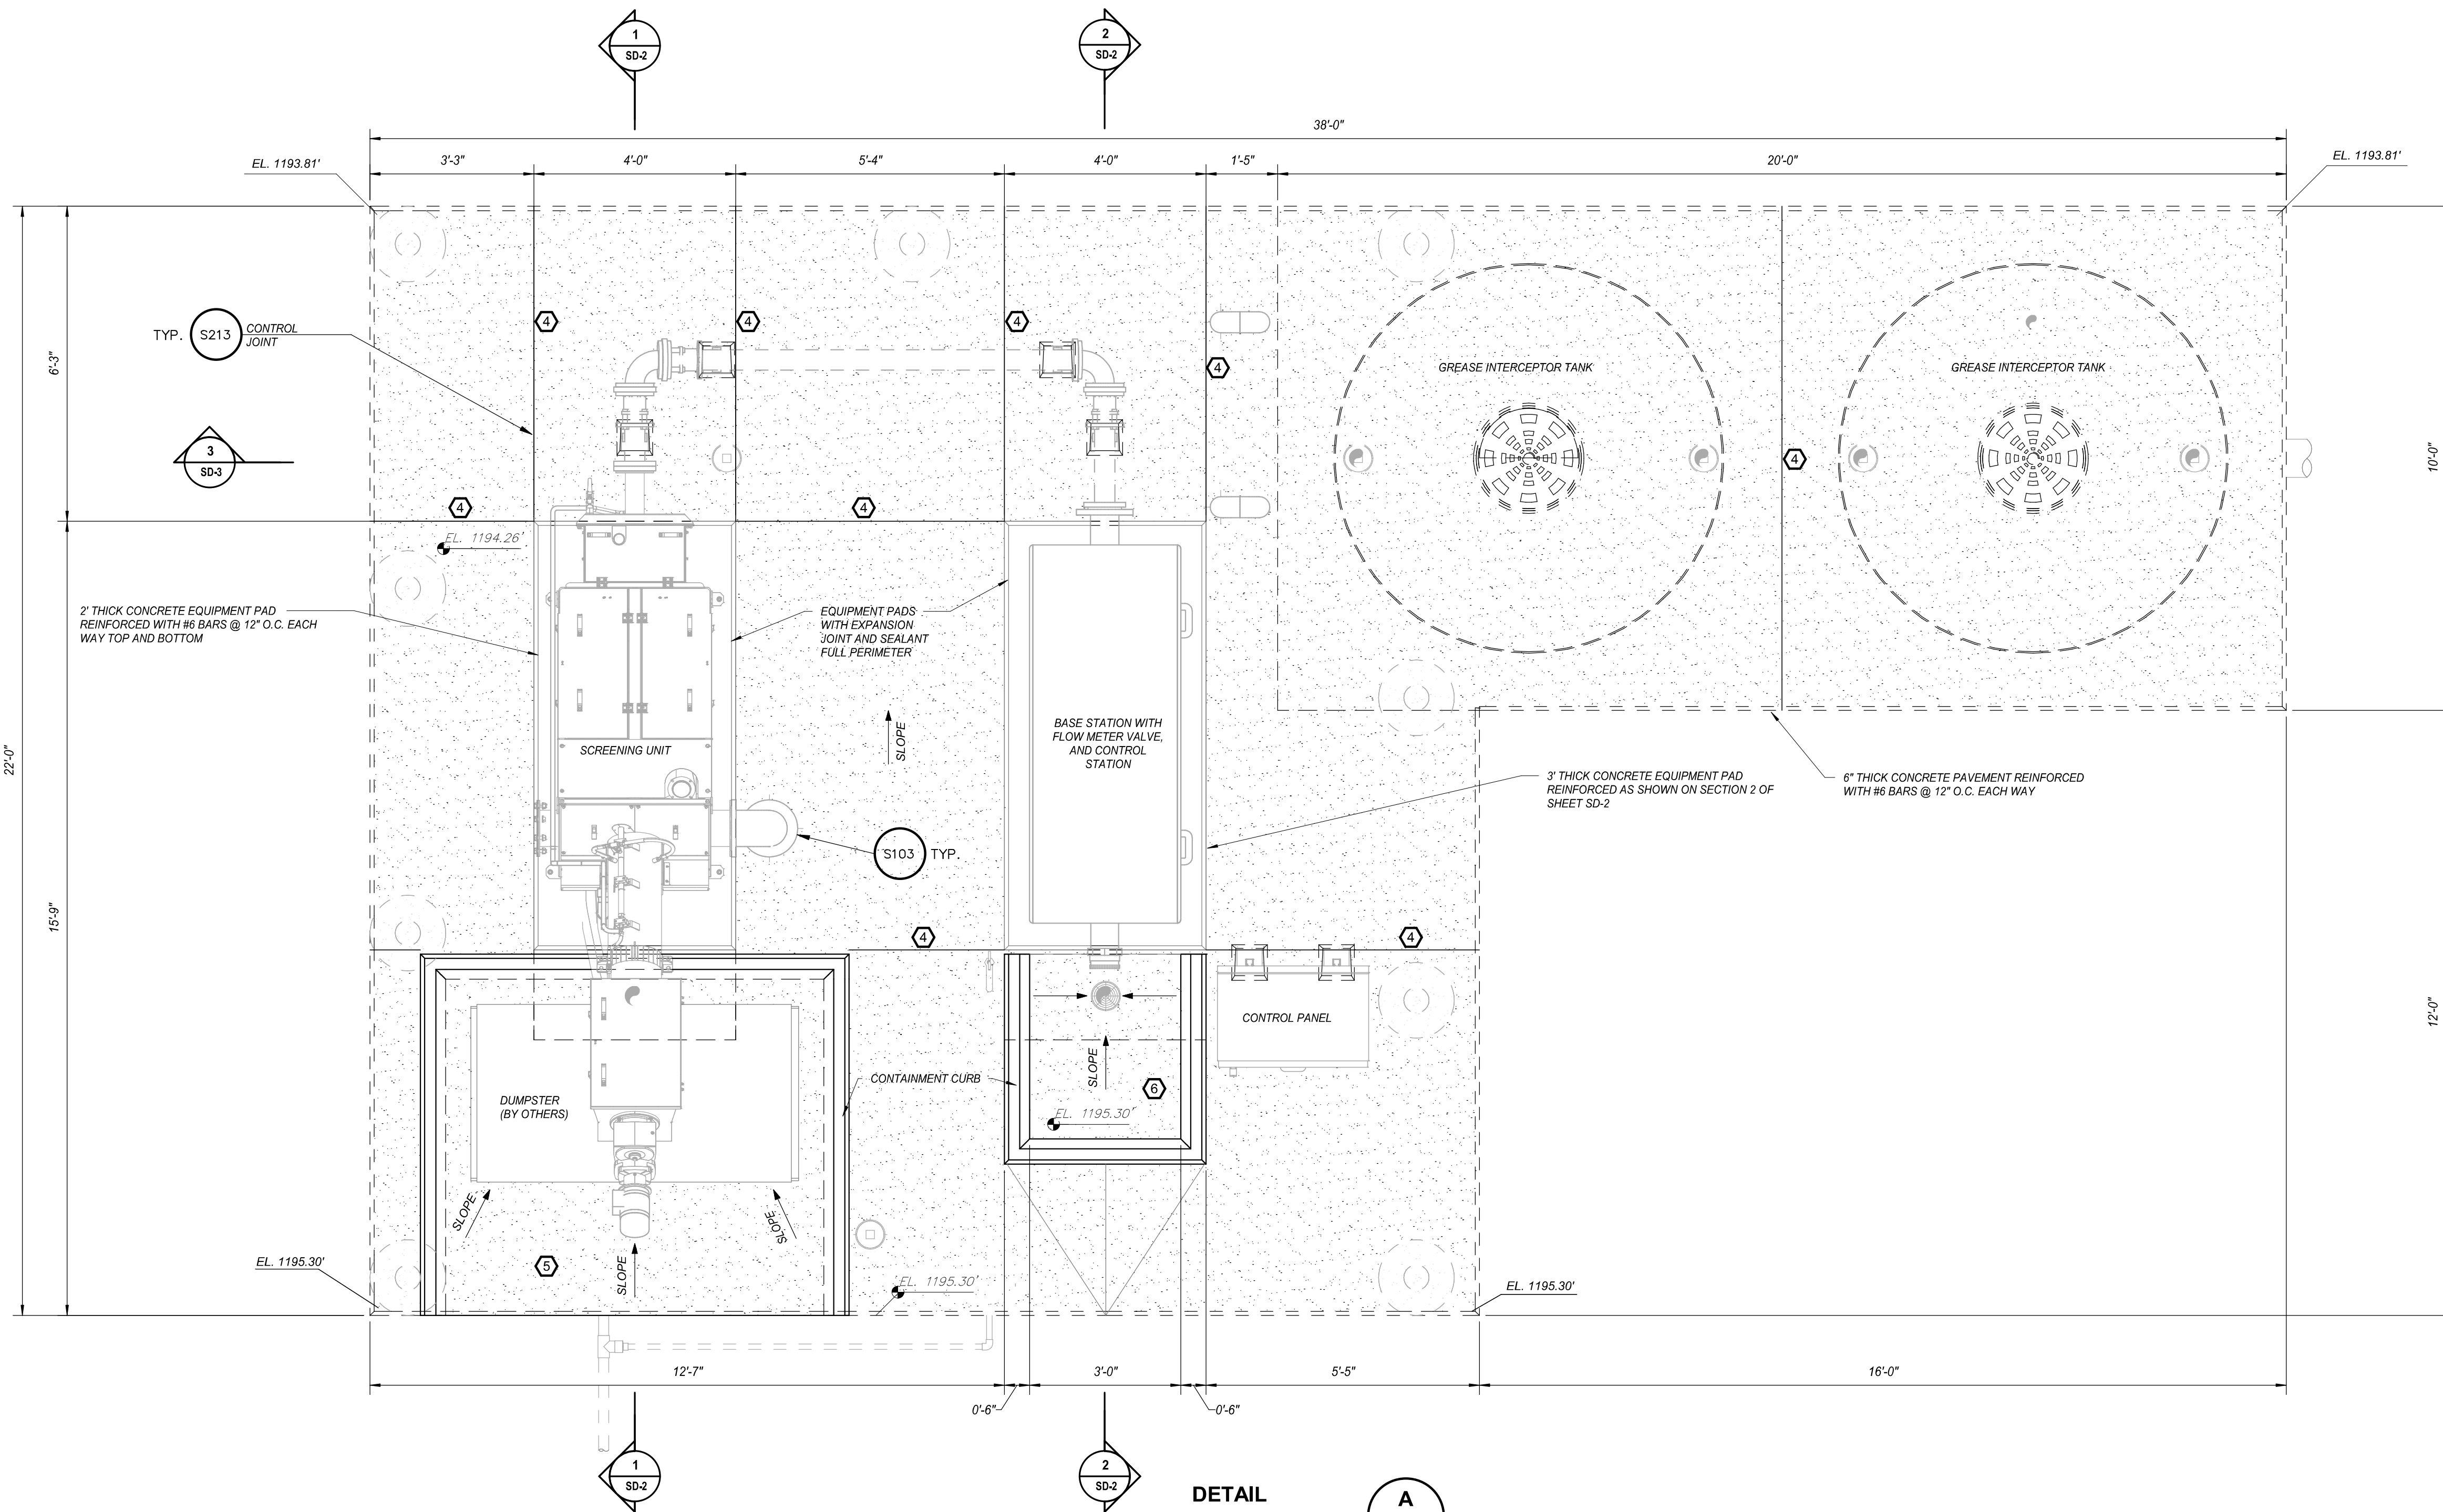 1
SD-2
2
SD-2
38'-0"
EL. 1193.81'
3'-3"
4'-0"
5'-4"
4'-0"
1'-5"
20'-0"
EL. 1193.81'
TYP.
S213
CONTROL
JOINT
4
4
4
4
6'-3"
GREASE INTERCEPTOR TANK
GREASE INTERCEPTOR TANK
3
SD-3
4
10'-0"
4
4
EL. 1194.26'
2' THICK CONCRETE EQUIPMENT PAD
REINFORCED WITH #6 BARS @ 12" O.C. EACH
WAY TOP AND BOTTOM
EQUIPMENT PADS
WITH EXPANSION
JOINT AND SEALANT
FULL PERIMETER
22'-0"
SCREENING UNIT
SLOPE
BASE STATION WITH
FLOW METER VALVE,
AND CONTROL
STATION
3' THICK CONCRETE EQUIPMENT PAD
REINFORCED AS SHOWN ON SECTION 2 OF
SHEET SD-2
6" THICK CONCRETE PAVEMENT REINFORCED
WITH #6 BARS @ 12" O.C. EACH WAY
S103
TYP.
15'-9"
4
4
12'-0"
CONTROL PANEL
DUMPSTER
(BY OTHERS)
CONTAINMENT CURB
SLOPE
6
EL. 1195.30'
SLOPE
SLOPE
SLOPE
5
EL. 1195.30'
EL. 1195.30'
EL. 1195.30'
12'-7"
3'-0"
5'-5"
16'-0"
0'-6"
0'-6"
1
SD-2
2
SD-2
DETAIL
A